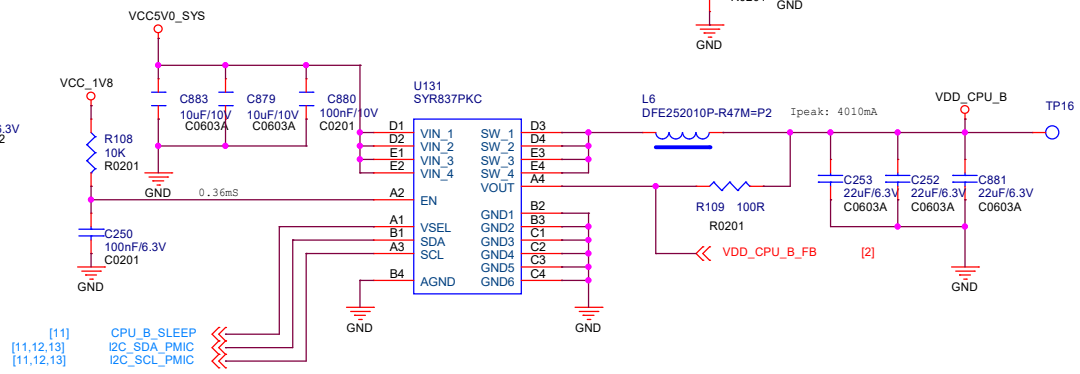 GND
VCC5V0_SYS
VCC_1V8
6.3V
C883
10uF/10V
C0603A
C879
10uF/10V
C0603A
C880
100nF/10V
C0201
GND
R108
10K
R0201
0.36mS
C250
100nF/6.3V
C0201
GND
U131
SYR837PKC
D1 VIN_1 SW_1 D3
D2 VIN_2 SW_2 D4
E1 VIN_3 SW_3 E3
E2 VIN_4 SW_4 E4
VOUT A4
A2 EN
GND1 B2
A1 VSEL GND2 B3
B1 SDA GND3 C1
A3 SCL GND4 C2
GND5 C3
B4 AGND GND6 C4
GND
GND
L6
DFE252010P-R47M=P2
Ipeak: 4010mA
VDD_CPU_B
TP16
R109 100R
R0201
VDD_CPU_B_FB [2]
C253
22uF/6.3V
C0603A
C252
22uF/6.3V
C0603A
C881
22uF/6.3V
C0603A
GND
[11] CPU_B_SLEEP
[11,12,13] I2C_SDA_PMIC
[11,12,13] I2C_SCL_PMIC